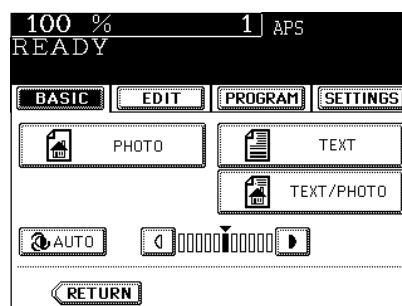 100 % 1 APS
READY
BASIC EDIT PROGRAM SETTINGS
PHOTO TEXT
TEXT/PHOTO
AUTO
RETURN